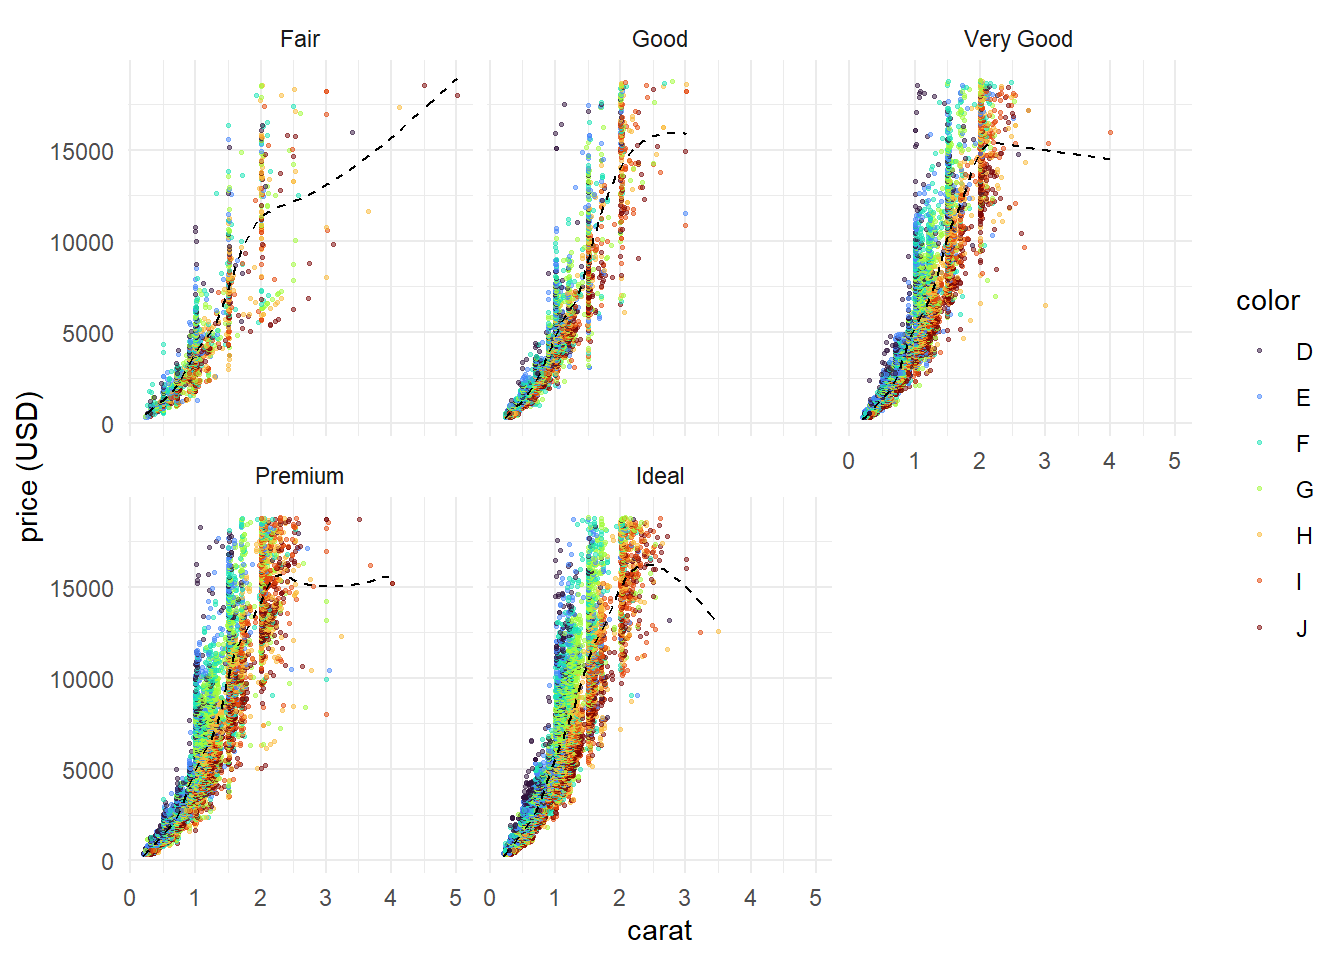 Fair
Good
Very Good
15000
10000
5000
0
0 1 2 3 4 5
Premium
Ideal
15000
10000
5000
0
0 1 2 3 4 5
0 1 2 3 4 5
carat
price (USD)
color
D
E
F
G
H
I
J